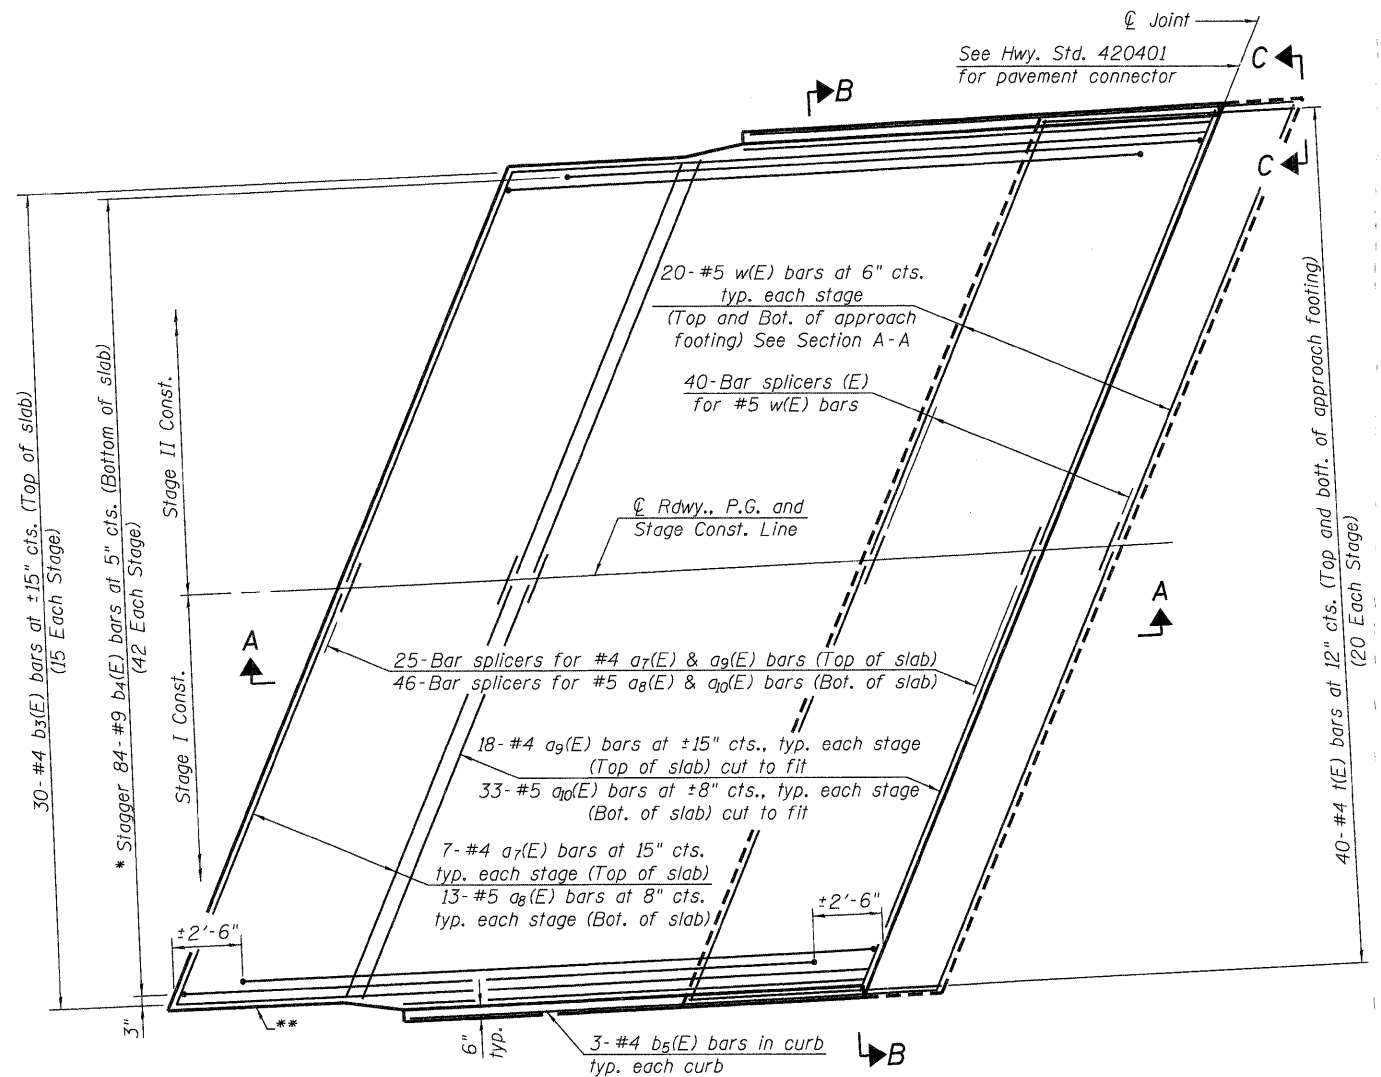 ℄ Joint
See Hwy. Std. 420401
for pavement connector
C
B
C
20-#5 w(E) bars at 6" cts.
typ. each stage
(Top and Bot. of approach
footing) See Section A-A
40-Bar splicers (E)
for #5 w(E) bars
℄ Rdwy., P.G. and
Stage Const. Line
30-#4 b3(E) bars at ±15" cts. (Top of slab)
(15 Each Stage)
* Stagger 84-#9 b4(E) bars at 5" cts. (Bottom of slab)
(42 Each Stage)
Stage II Const.
Stage I Const.
40-#4 t(E) bars at 12" cts. (Top and bott. of approach footing)
(20 Each Stage)
A
A
25-Bar splicers for #4 a7(E) & a9(E) bars (Top of slab)
46-Bar splicers for #5 a8(E) & a10(E) bars (Bot. of slab)
18-#4 a9(E) bars at ±15" cts., typ. each stage
(Top of slab) cut to fit
33-#5 a10(E) bars at ±8" cts., typ. each stage
(Bot. of slab) cut to fit
7-#4 a7(E) bars at 15" cts.
typ. each stage (Top of slab)
13-#5 a8(E) bars at 8" cts.
typ. each stage (Bot. of slab)
±2'-6"
±2'-6"
3"
**
6"
typ.
3-#4 b5(E) bars in curb
typ. each curb
B